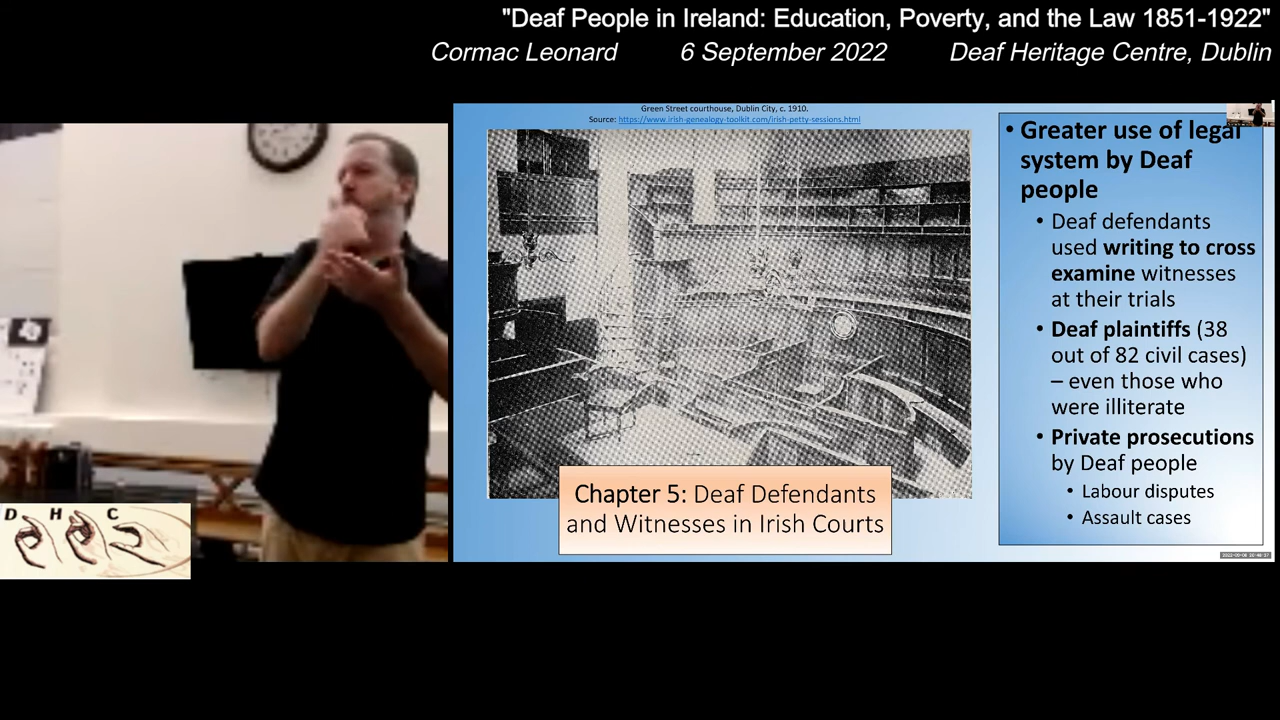 "Deaf People in Ireland: Education, Poverty, and the Law 1851-1922"
Cormac Leonard 6 September 2022 Deaf Heritage Centre, Dublin
Green Street courthouse, Dublin City, c. 1910.
Source: https://www.irish-genealogy-toolkit.com/irish-petty-sessions.html
• Greater use of legal
system by Deaf
people
• Deaf defendants
used writing to cross
examine witnesses
at their trials
• Deaf plaintiffs (38
out of 82 civil cases)
– even those who
were illiterate
• Private prosecutions
by Deaf people
• Labour disputes
• Assault cases
Chapter 5: Deaf Defendants
and Witnesses in Irish Courts
D H C